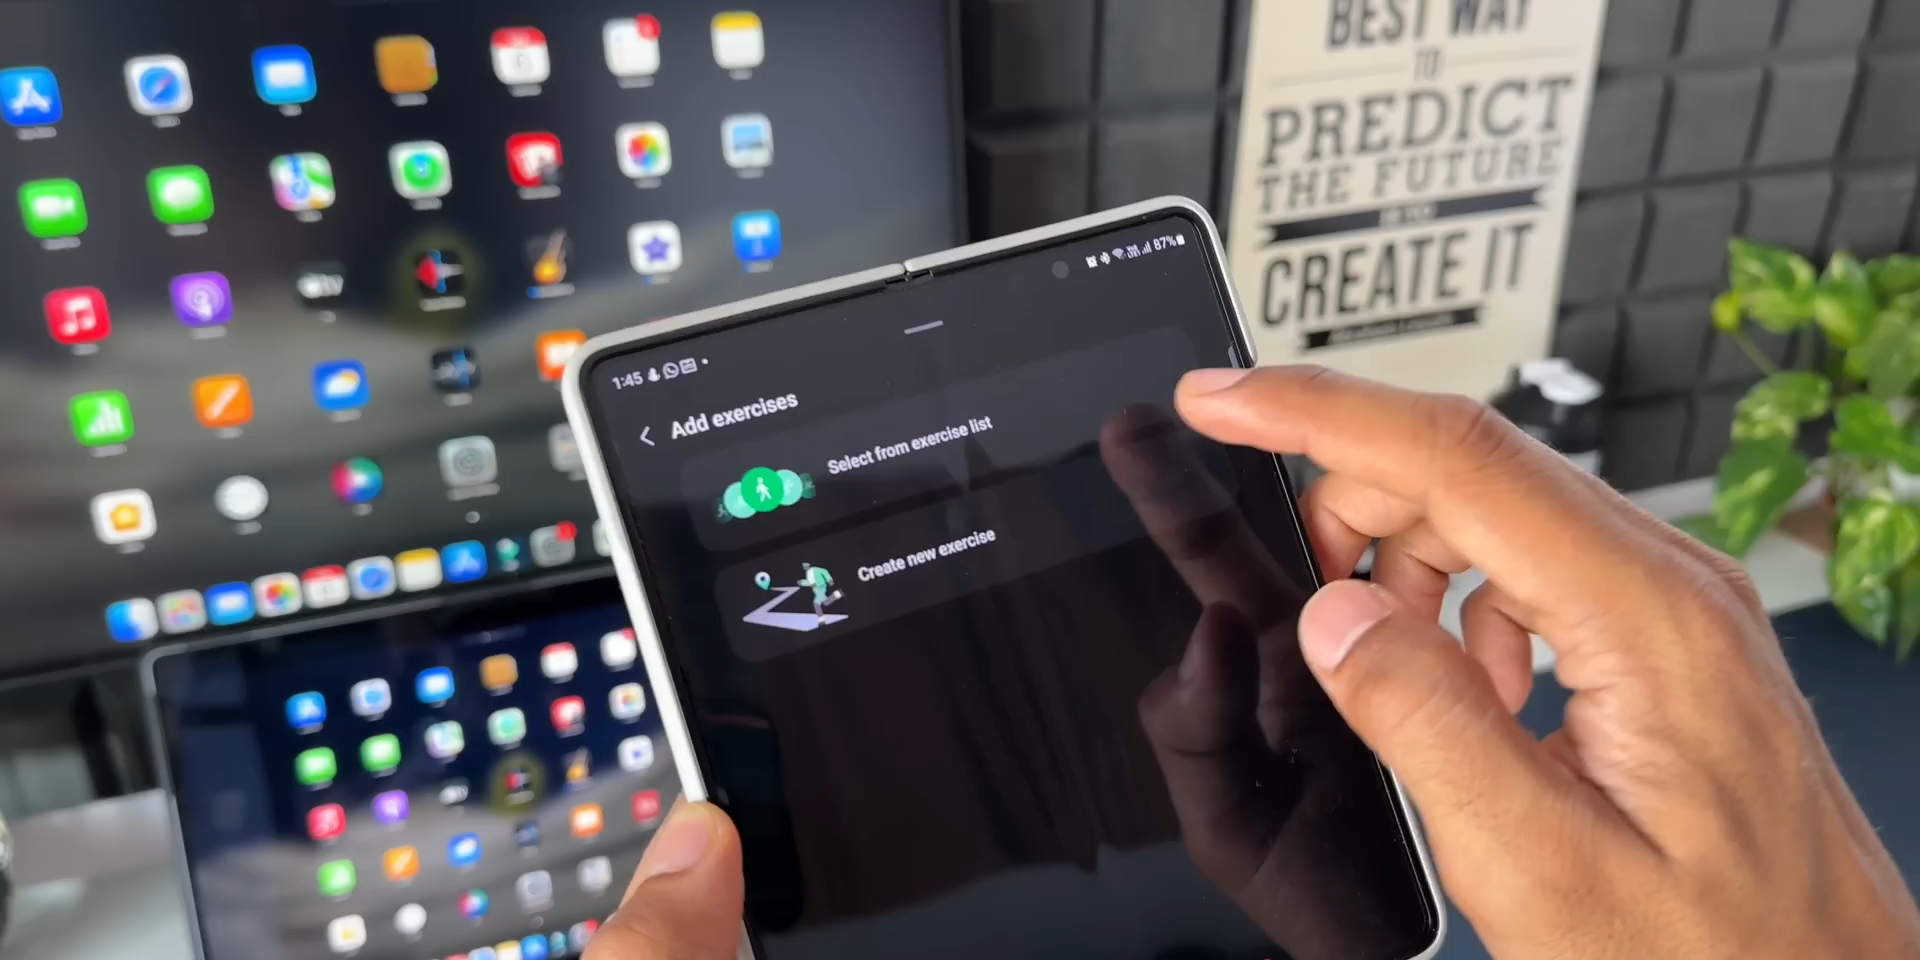 BEST WAY
TO
PREDICT
THE FUTURE
CREATE IT
1:45
87%
Add exercises
Select from exercise list
Create new exercise